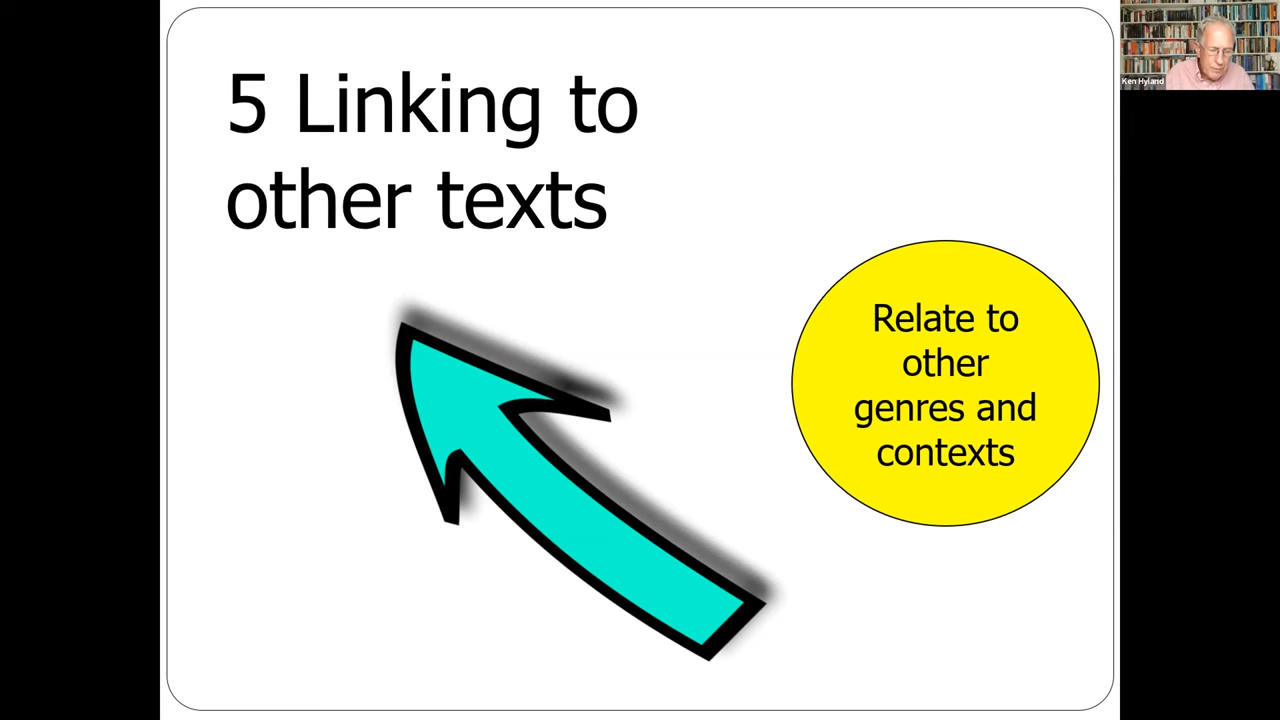 5 Linking to
other texts
Ken Hyland
Relate to
other
genres and
contexts